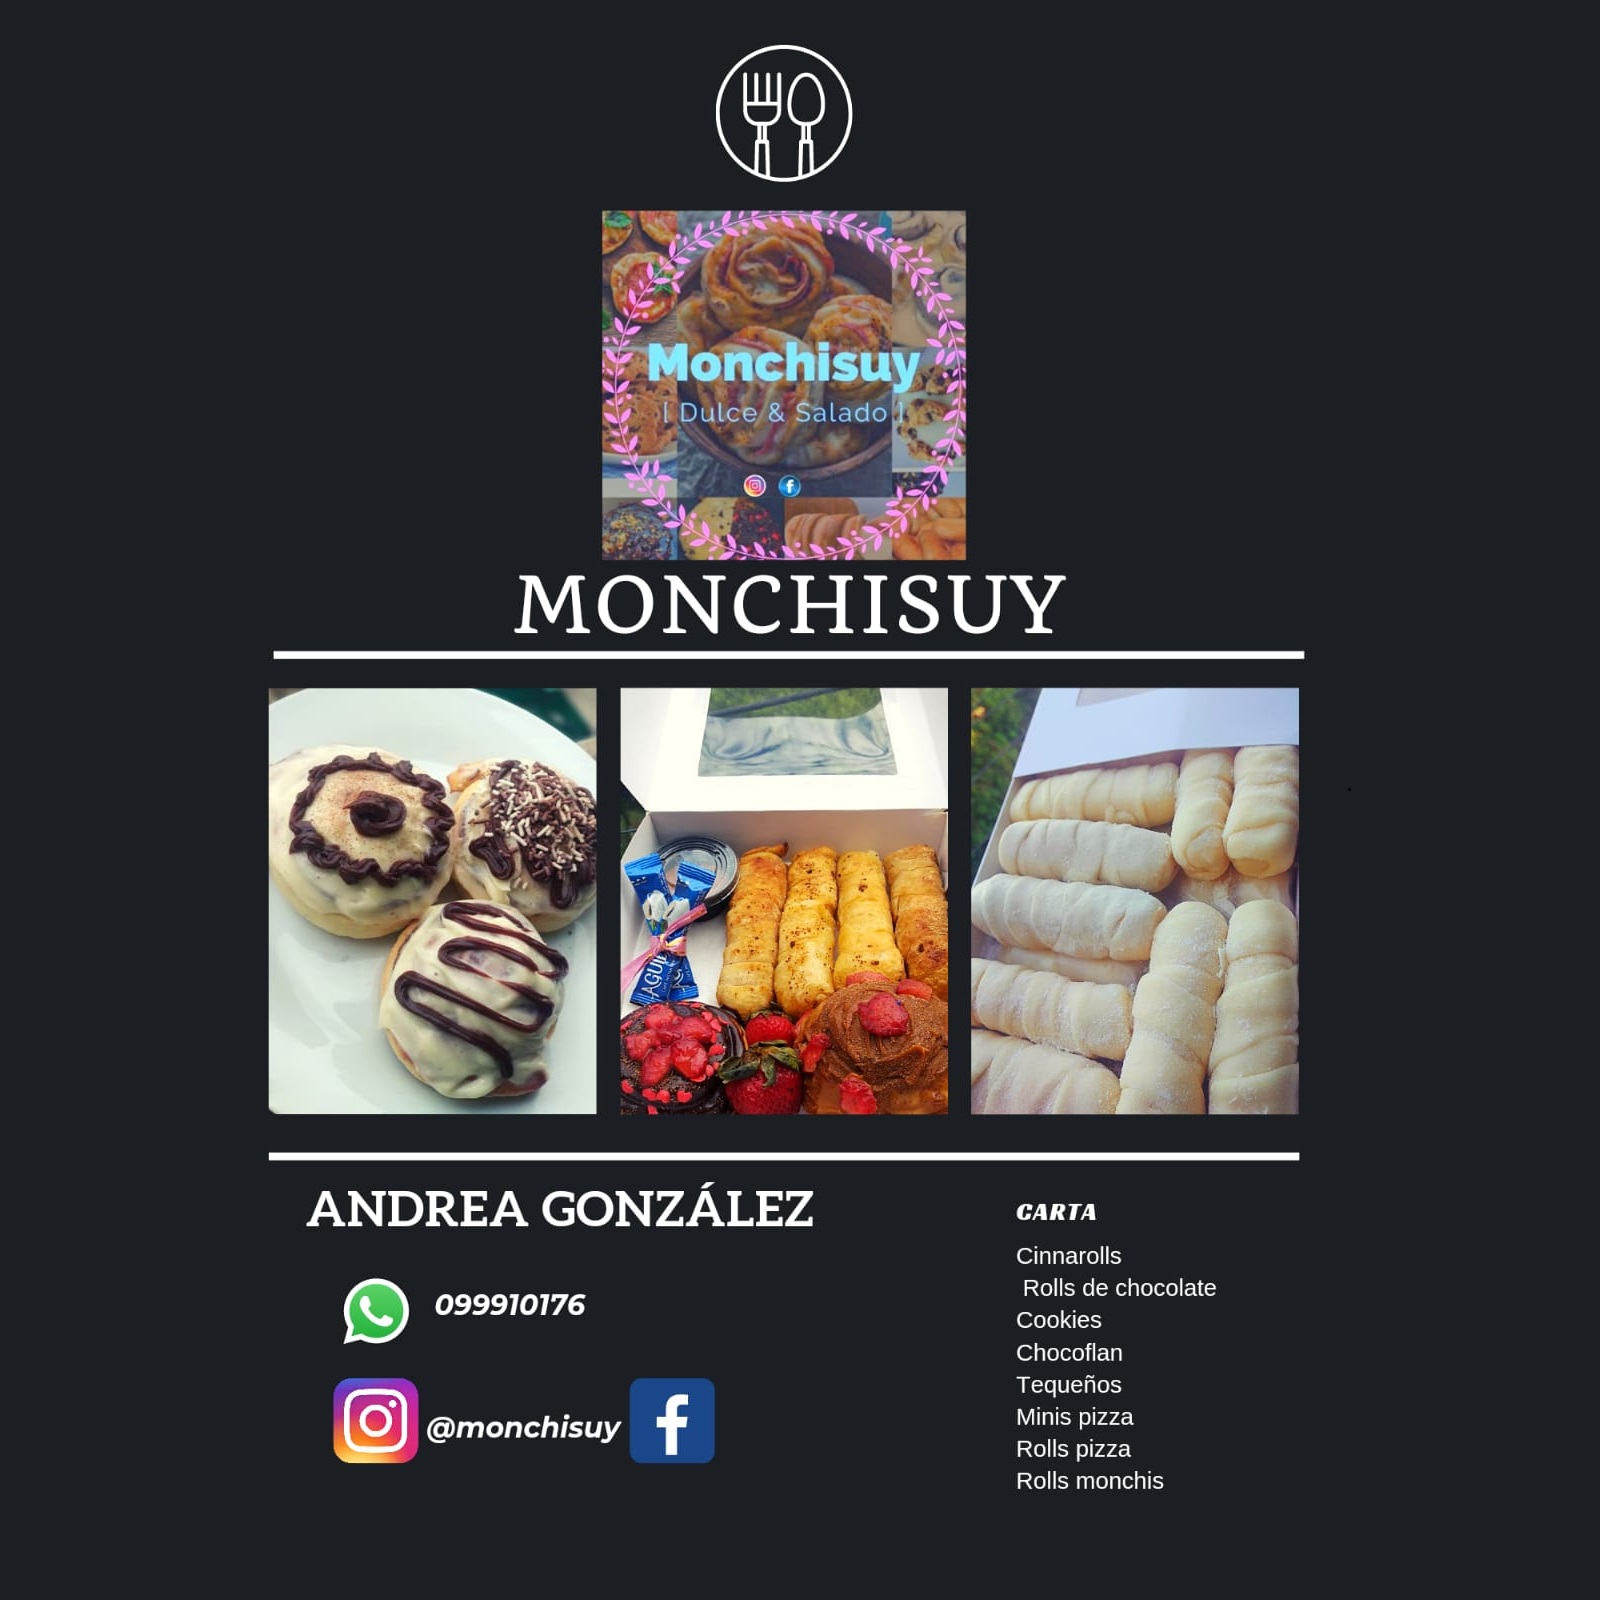 Monchisuy
[ Dulce & Salado ]
MONCHISUY
ANDREA GONZÁLEZ
099910176
@monchisuy
CARTA
Cinnarolls
Rolls de chocolate
Cookies
Chocoflan
Tequeños
Minis pizza
Rolls pizza
Rolls monchis